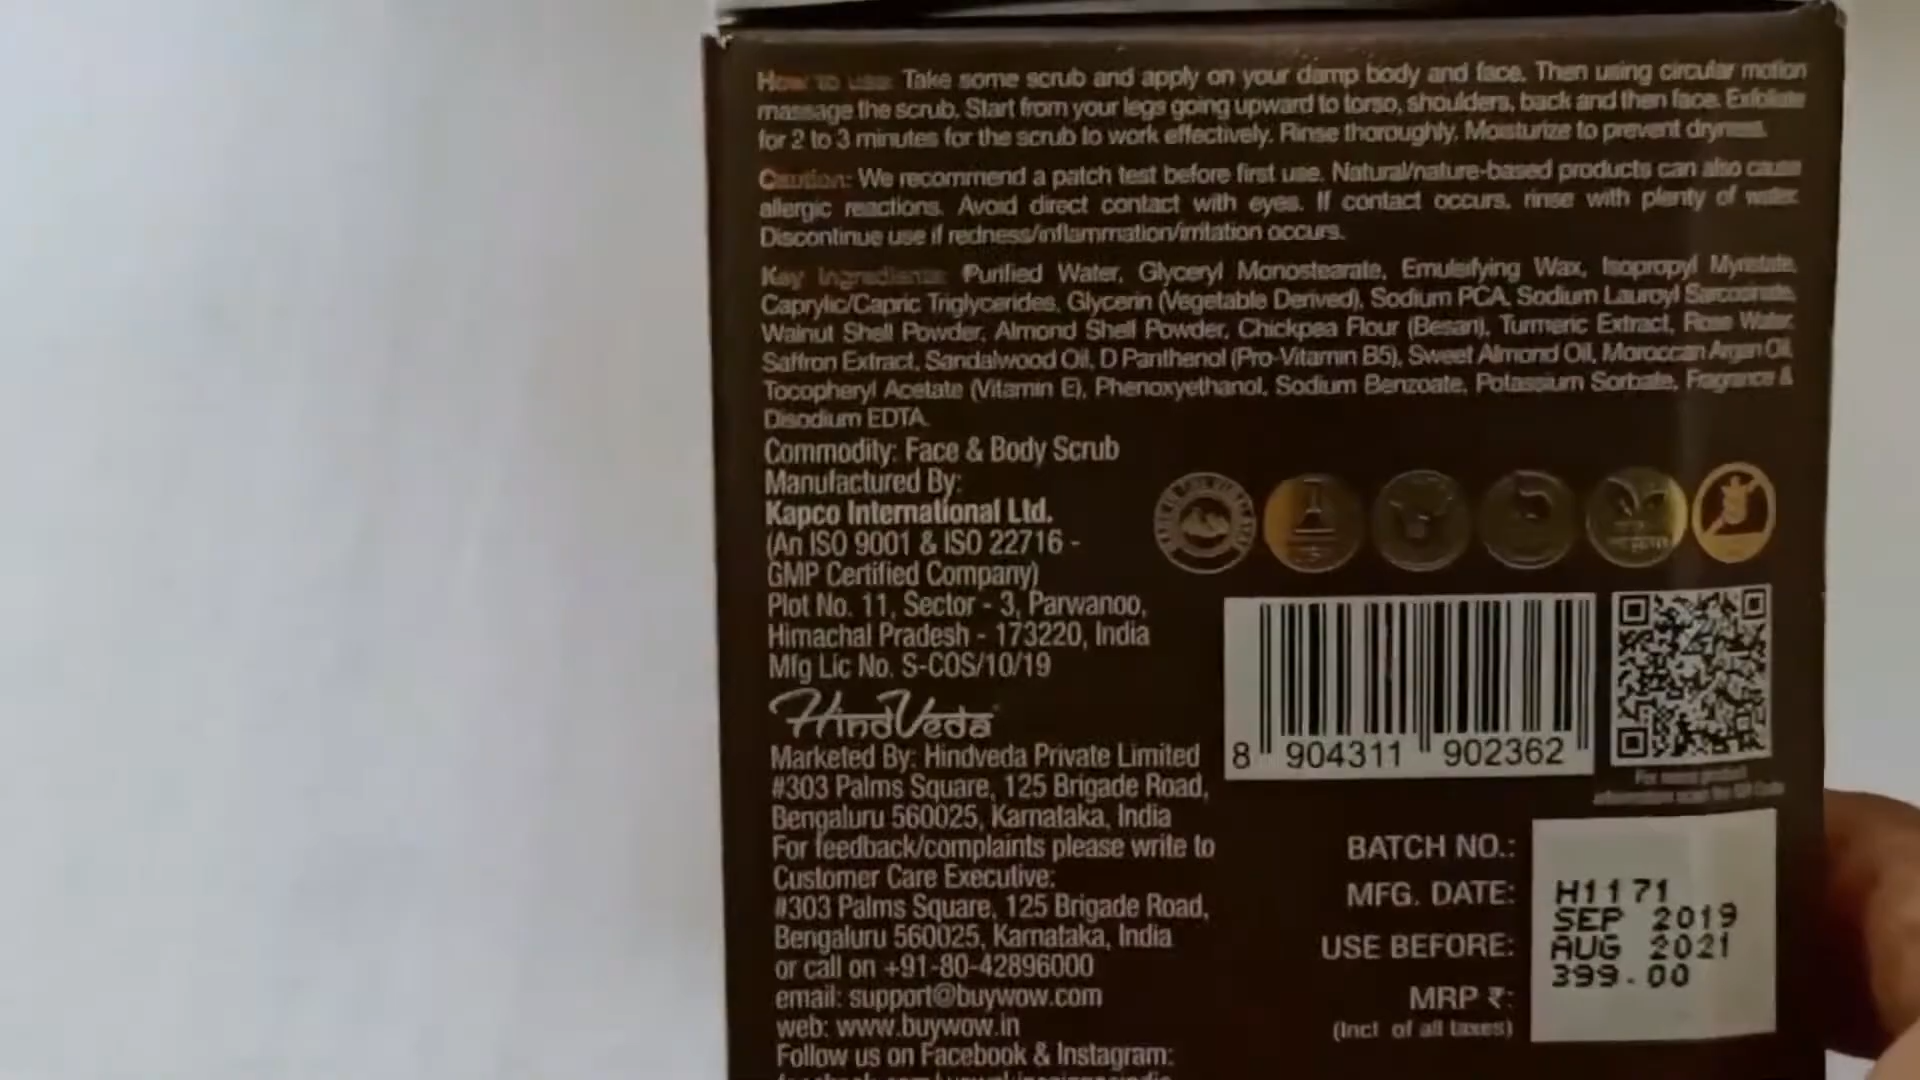 How to use: Take some scrub and apply on your damp body and face. Then using circular motion
massage the scrub. Start from your legs going upward to torso, shoulders, back and then face. Exfoliate
for 2 to 3 minutes for the scrub to work effectively. Rinse thoroughly. Moisturize to prevent dryness.
Caution: We recommend a patch test before first use. Natural/nature-based products can also cause
allergic reactions. Avoid direct contact with eyes. If contact occurs, rinse with plenty of water.
Discontinue use if redness/inflammation/irritation occurs.
Key Ingredients: Purified Water, Glyceryl Monostearate, Emulsifying Wax, Isopropyl Myristate,
Caprylic/Capric Triglycerides, Glycerin (Vegetable Derived), Sodium PCA, Sodium Lauroyl Sarcosinate,
Walnut Shell Powder, Almond Shell Powder, Chickpea Flour (Besan), Turmeric Extract, Rose Water,
Saffron Extract, Sandalwood Oil, D Panthenol (Pro-Vitamin B5), Sweet Almond Oil, Moroccan Argan Oil,
Tocopheryl Acetate (Vitamin E), Phenoxyethanol, Sodium Benzoate, Potassium Sorbate, Fragrance &
Disodium EDTA.
Commodity: Face & Body Scrub
Manufactured By:
Kapco International Ltd.
(An ISO 9001 & ISO 22716 -
GMP Certified Company)
Plot No. 11, Sector - 3, Parwanoo,
Himachal Pradesh - 173220, India
Mfg Lic No. S-COS/10/19
HindVeda
Marketed By: Hindveda Private Limited
#303 Palms Square, 125 Brigade Road,
Bengaluru 560025, Karnataka, India
For feedback/complaints please write to
Customer Care Executive:
#303 Palms Square, 125 Brigade Road,
Bengaluru 560025, Karnataka, India
or call on +91-80-42896000
email: support@buywow.com
web: www.buywow.in
Follow us on Facebook & Instagram:
8 904311 902362
For more product
information scan the QR Code
BATCH NO.: H1171
MFG. DATE: SEP 2019
USE BEFORE: AUG 2021
MRP ₹: 399.00
(Incl of all taxes)